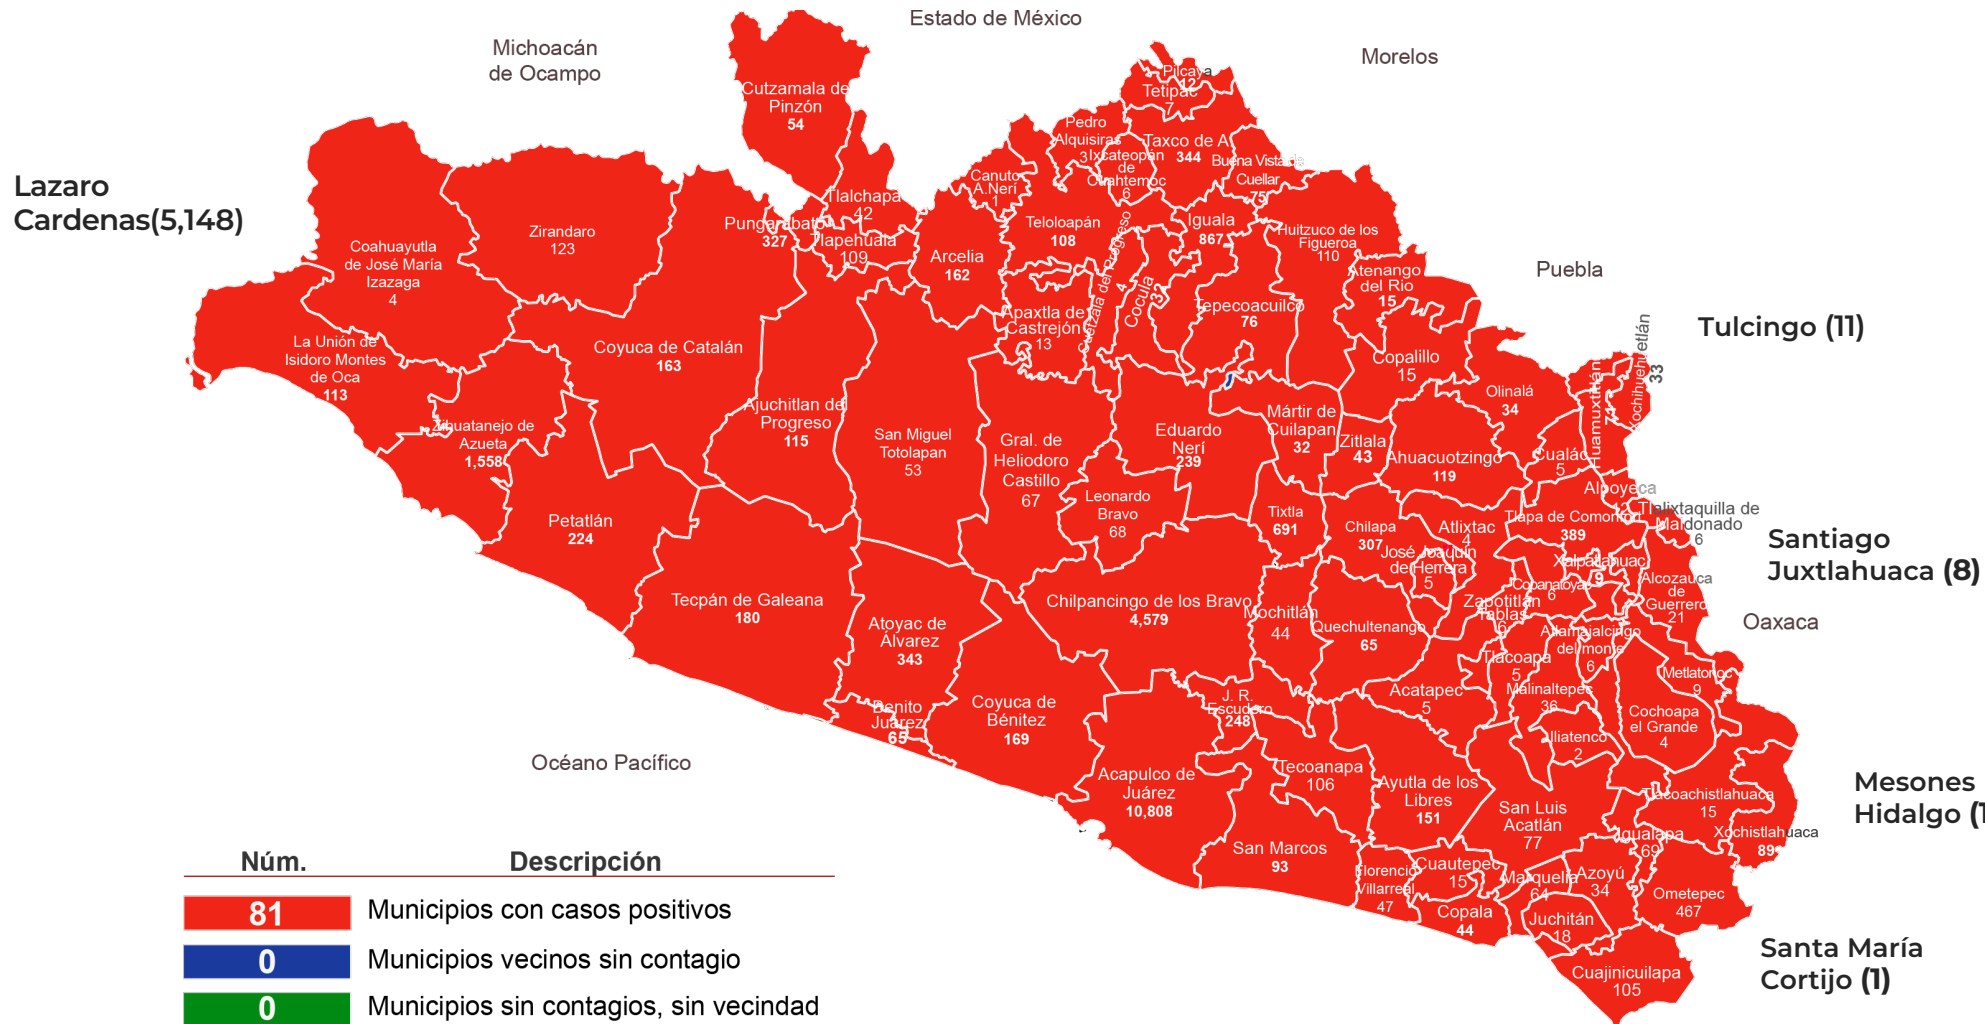 Estado de México
Michoacán
de Ocampo
Morelos
Lazaro
Cardenas(5,148)
Cutzamala de
Pinzón
54
Pilcaya
12
Tetipac
7
Pedro
Alquisiras
3
Ixcateopán
de
Cuahtemoc
6
Taxco de A
344
Buena Vista de
Cuellar
75
Canuto
A.Nerí
1
Tlalchapa
42
Pungarabato
327
Tlapehuala
109
Zirandaro
123
Coahuayutla
de José María
Izazaga
4
Arcelia
162
Teloloapán
108
Iguala
867
Huitzuco de los
Figueroa
110
Atenango
del Rio
15
Puebla
Cuetzala del Progreso
4
Cocula
32
Apaxtla de
Castrejón
13
Tepecoacuilco
76
Tulcingo (11)
La Unión de
Isidoro Montes
de Oca
113
Coyuca de Catalán
163
Copalillo
15
Xochihuehuetlán
33
Huamuxtitlán
71
Olinalá
34
Zihuatanejo de
Azueta
1,558
Ajuchitlan del
Progreso
115
San Miguel
Totolapan
53
Gral. de
Heliodoro
Castillo
67
Eduardo
Nerí
239
Mártir de
Cuilapan
32
Zitlala
43
Ahuacuotzingo
119
Cualác
5
Alpoyeca
12
Tlalixtaquilla de
Maldonado
6
Petatlán
224
Leonardo
Bravo
68
Tixtla
691
Chilapa
307
Atlixtac
4
Tlapa de Comonfort
389
José Joaquín
de Herrera
5
Xalpatlahuac
9
Copanatoyac
6
Alcozauca
de
Guerrero
21
Santiago
Juxtlahuaca (8)
Oaxaca
Tecpán de Galeana
180
Atoyac de
Álvarez
343
Chilpancingo de los Bravo
4,579
Mochitlán
44
Quechultenango
65
Zapotitlán
Tablas
6
Atlamajalcingo
del monte
6
Tlacoapa
5
Metlatonoc
9
Malinaltepec
36
Acatapec
5
Cochoapa
el Grande
4
Benito
Juárez
65
Coyuca de
Bénitez
169
J. R.
Escudero
248
Iliatenco
2
Océano Pacífico
Acapulco de
Juárez
10,808
Tecoanapa
106
Ayutla de los
Libres
151
San Luis
Acatlán
77
Tlacoachistlahuaca
15
Mesones
Hidalgo (1
Igualapa
69
Xochistlahuaca
89
San Marcos
93
Florencio
Villarreal
47
Cuautepec
15
Marquelia
64
Azoyú
34
Ometepec
467
Copala
44
Juchitán
18
Santa María
Cortijo (1)
Cuajinicuilapa
105
Núm. Descripción
81 Municipios con casos positivos
0 Municipios vecinos sin contagio
0 Municipios sin contagios, sin vecindad